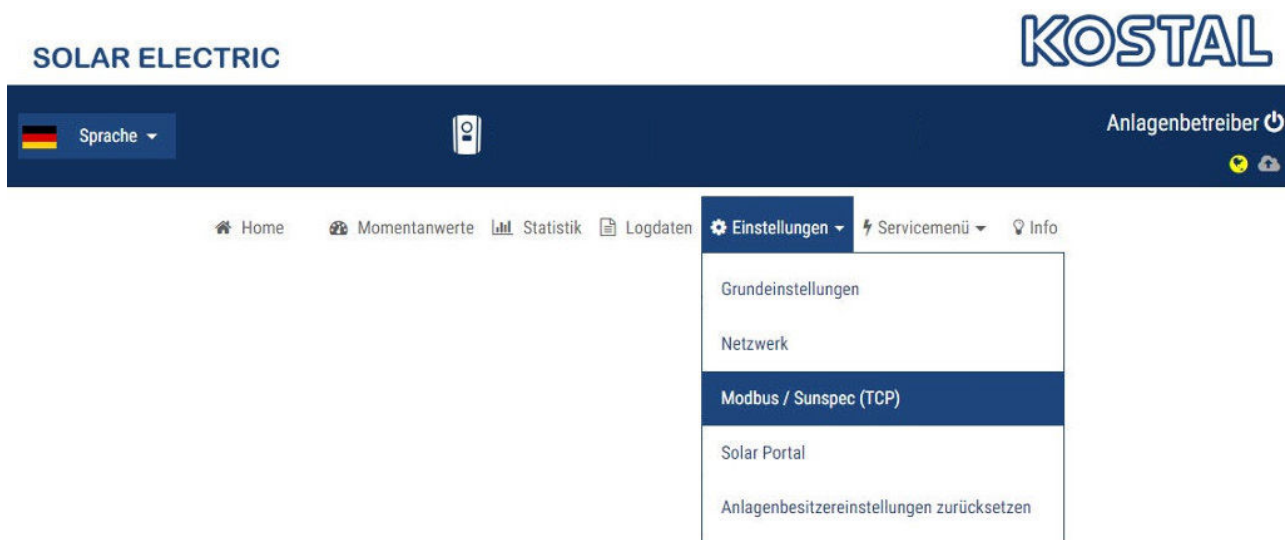 SOLAR ELECTRIC
KOSTAL
Sprache
Anlagenbetreiber
Home Momentanwerte Statistik Logdaten Einstellungen Servicemenü Info
Grundeinstellungen
Netzwerk
Modbus / Sunspec (TCP)
Solar Portal
Anlagenbesitzereinstellungen zurücksetzen